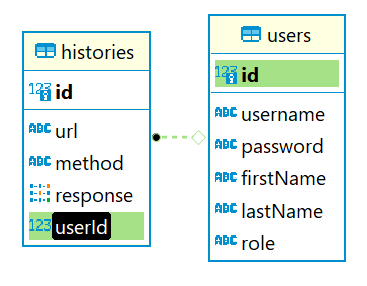 histories
123 id
ABC url
ABC method
response
123 userId
users
123 id
ABC username
ABC password
ABC firstName
ABC lastName
ABC role